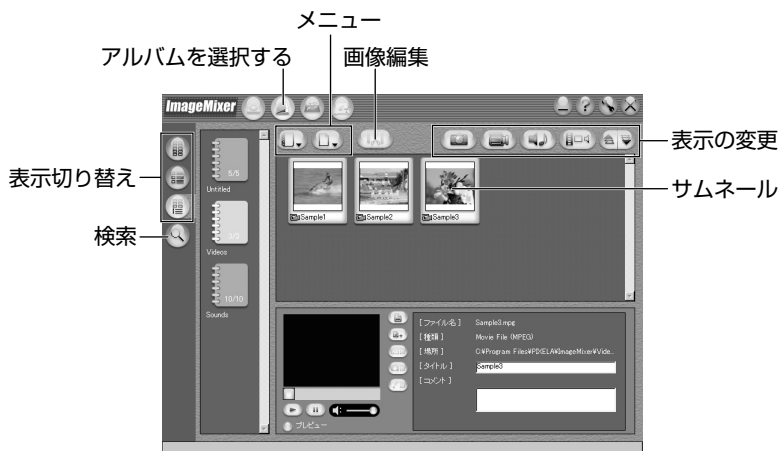 メニュー
アルバムを選択する
画像編集
ImageMixer
表示の変更
表示切り替え
サムネール
検索
5/5
Untitled
3/3
Videos
10/10
Sounds
Sample1
Sample2
Sample3
[ファイル名] Sample3.mpg
[種類] Movie File (MPEG)
[場所] C:¥Program Files¥PIXELA¥ImageMixer¥Vide...
[タイトル] Sample3
[コメント]
プレビュー